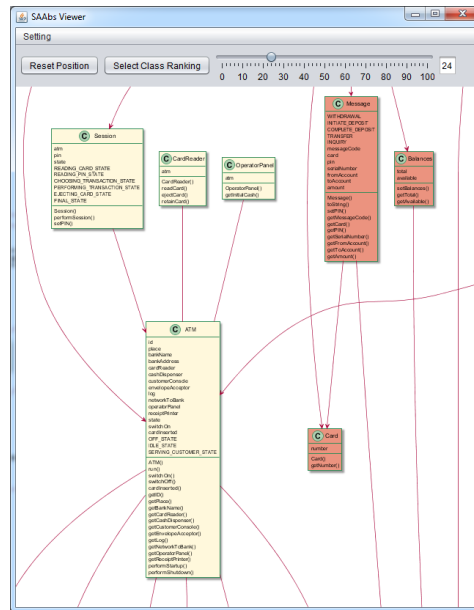 SAAbs Viewer
Setting
Reset Position
Select Class Ranking
0 10 20 30 40 50 60 70 80 90 100
24
C Session
atm
pin
state
READING_CARD_STATE
READING_PIN_STATE
CHOOSING_TRANSACTION_STATE
PERFORMING_TRANSACTION_STATE
EJECTING_CARD_STATE
FINAL_STATE
Session()
performSession()
setPIN()
C CardReader
atm
CardReader()
readCard()
ejectCard()
retainCard()
C OperatorPanel
atm
OperatorPanel()
getInitialCash()
C Message
WITHDRAWAL
INITIATE_DEPOSIT
COMPLETE_DEPOSIT
TRANSFER
INQUIRY
messageCode
card
pin
serialNumber
fromAccount
toAccount
amount
Message()
toString()
setPIN()
getMessageCode()
getCard()
getPIN()
getSerialNumber()
getFromAccount()
getToAccount()
getAmount()
C Balances
total
available
setBalances()
getTotal()
getAvailable()
C ATM
id
place
bankName
bankAddress
cardReader
cashDispenser
customerConsole
envelopeAcceptor
log
networkToBank
operatorPanel
receiptPrinter
state
switchOn
cardInserted
OFF_STATE
IDLE_STATE
SERVING_CUSTOMER_STATE
ATM()
run()
switchOn()
switchOff()
cardInserted()
getID()
getPlace()
getBankName()
getCardReader()
getCashDispenser()
getCustomerConsole()
getEnvelopeAcceptor()
getLog()
getNetworkToBank()
getOperatorPanel()
getReceiptPrinter()
performStartup()
performShutdown()
C Card
number
Card()
getNumber()